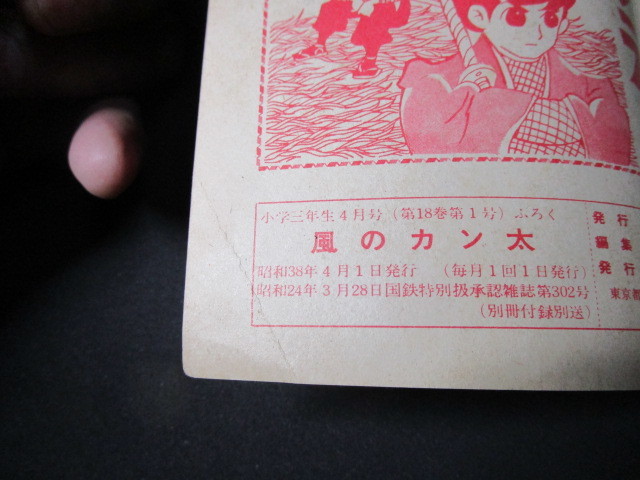 小学三年生4月号(第18巻第1号)ふろく
風のカン太
昭和38年4月1日発行 (毎月1回1日発行)
昭和24年3月28日国鉄特別扱承認雑誌第302号
(別冊付録別送)
発行
編集
発行
東京都